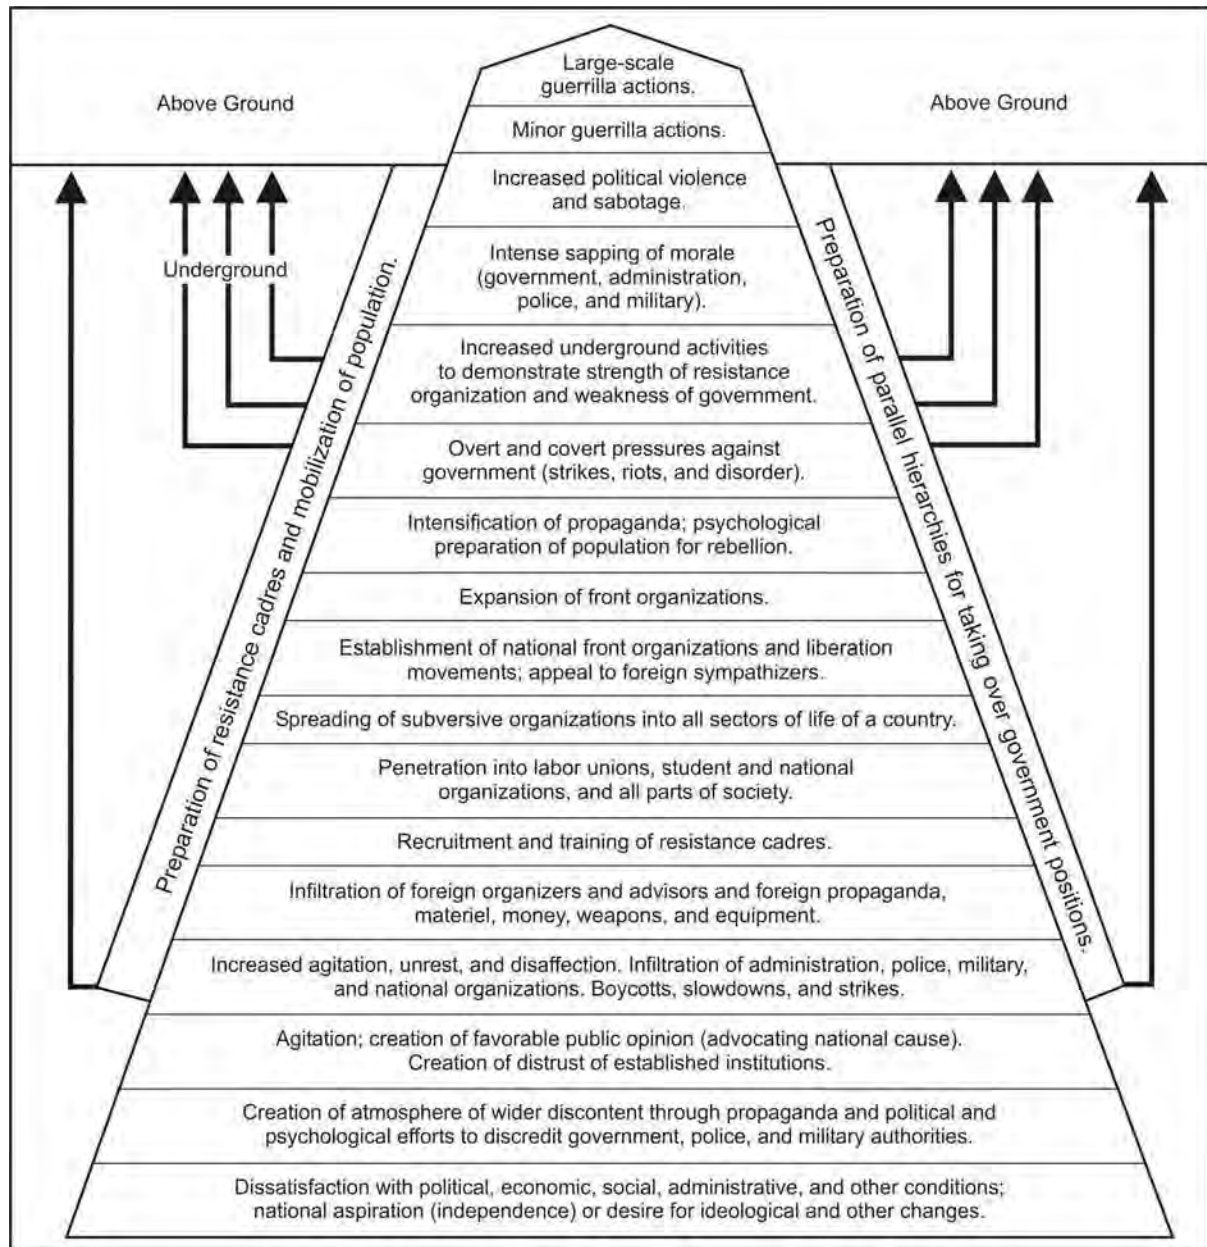 Large-scale
guerrilla actions.
Above Ground
Above Ground
Minor guerrilla actions.
Increased political violence
and sabotage.
Underground
Intense sapping of morale
(government, administration,
police, and military).
Increased underground activities
to demonstrate strength of resistance
organization and weakness of government.
Overt and covert pressures against
government (strikes, riots, and disorder).
Intensification of propaganda; psychological
preparation of population for rebellion.
Expansion of front organizations.
Establishment of national front organizations and liberation
movements; appeal to foreign sympathizers.
Spreading of subversive organizations into all sectors of life of a country.
Penetration into labor unions, student and national
organizations, and all parts of society.
Recruitment and training of resistance cadres.
Infiltration of foreign organizers and advisors and foreign propaganda,
materiel, money, weapons, and equipment.
Increased agitation, unrest, and disaffection. Infiltration of administration, police, military,
and national organizations. Boycotts, slowdowns, and strikes.
Agitation; creation of favorable public opinion (advocating national cause).
Creation of distrust of established institutions.
Creation of atmosphere of wider discontent through propaganda and political and
psychological efforts to discredit government, police, and military authorities.
Dissatisfaction with political, economic, social, administrative, and other conditions;
national aspiration (independence) or desire for ideological and other changes.
Preparation of resistance cadres and mobilization of population.
Preparation of parallel hierarchies for taking over government positions.